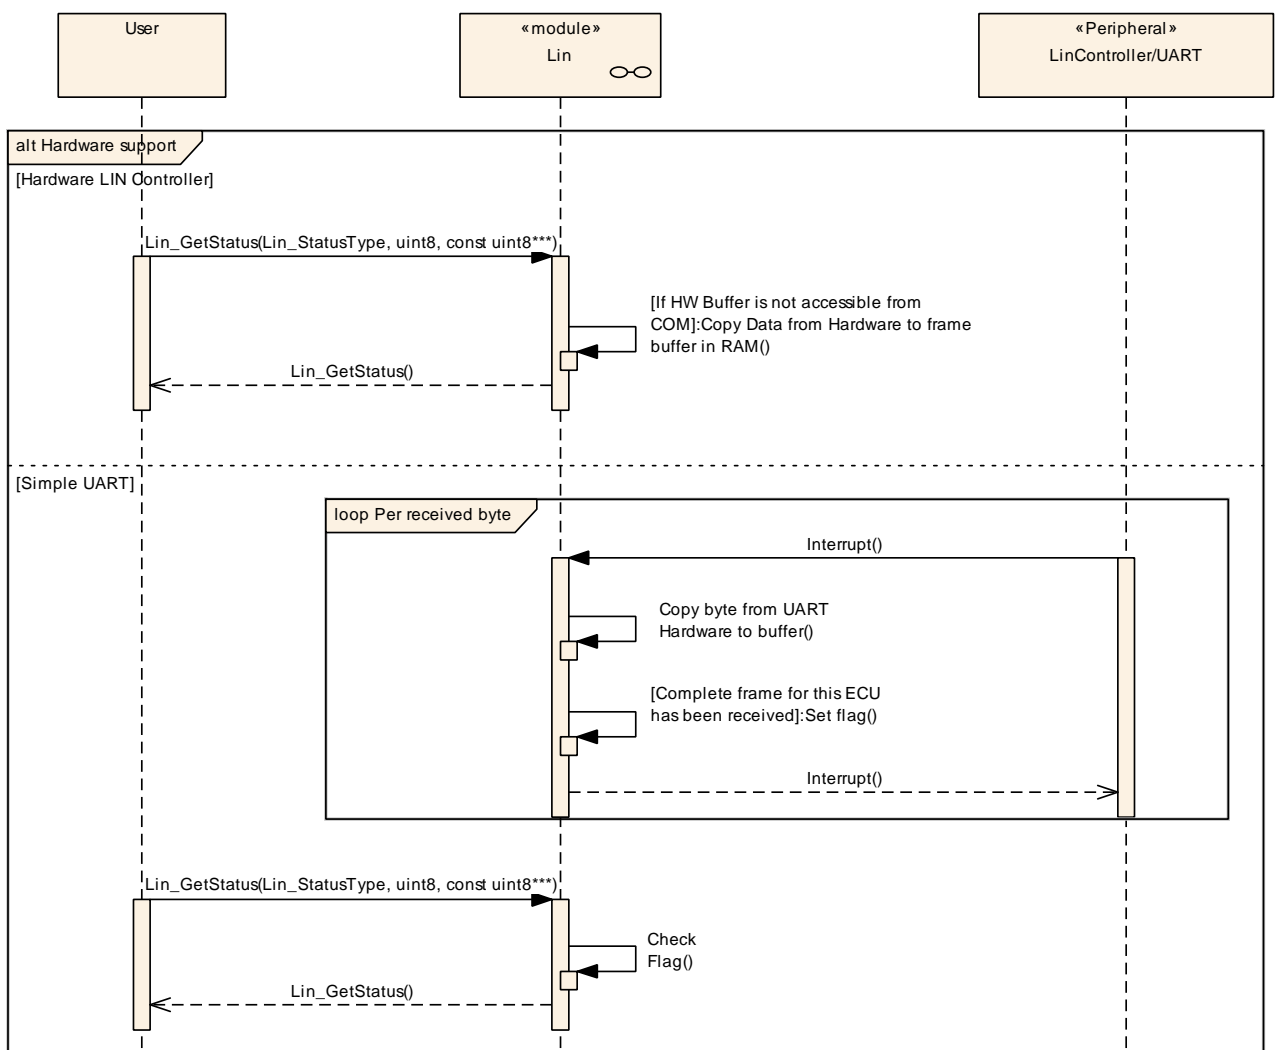 User
«module»
Lin
«Peripheral»
LinController/UART
alt Hardware support
[Hardware LIN Controller]
Lin_GetStatus(Lin_StatusType, uint8, const uint8***)
[If HW Buffer is not accessible from
COM]:Copy Data from Hardware to frame
buffer in RAM()
Lin_GetStatus()
[Simple UART]
loop Per received byte
Interrupt()
Copy byte from UART
Hardware to buffer()
[Complete frame for this ECU
has been received]:Set flag()
Interrupt()
Lin_GetStatus(Lin_StatusType, uint8, const uint8***)
Check
Flag()
Lin_GetStatus()